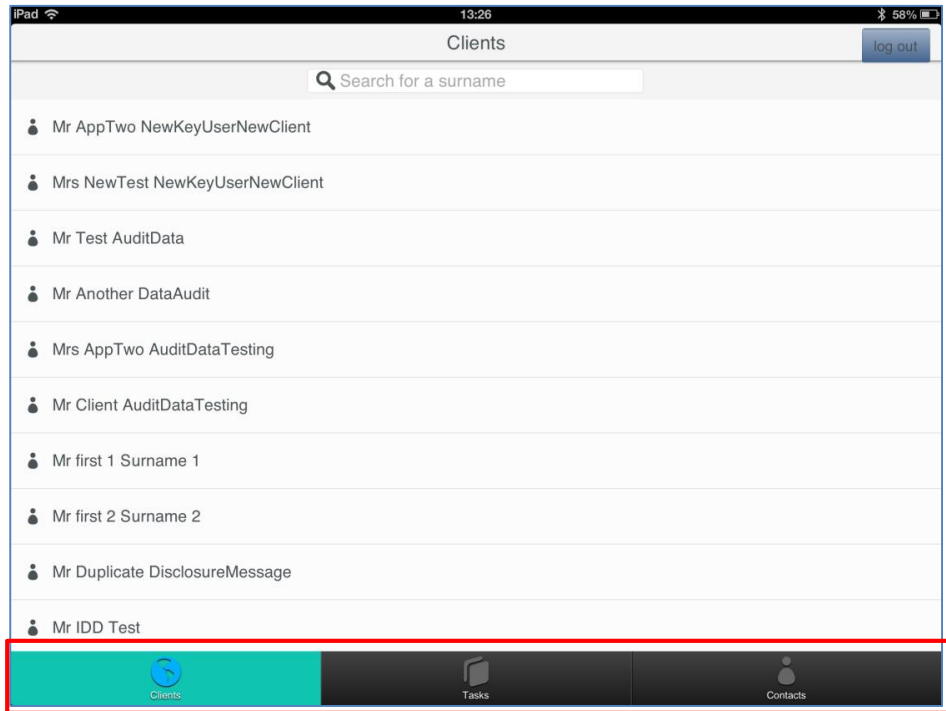 iPad 13:26 58%
Clients
log out
Search for a surname
Mr AppTwo NewKeyUserNewClient
Mrs NewTest NewKeyUserNewClient
Mr Test AuditData
Mr Another DataAudit
Mrs AppTwo AuditDataTesting
Mr Client AuditDataTesting
Mr first 1 Surname 1
Mr first 2 Surname 2
Mr Duplicate DisclosureMessage
Mr IDD Test
Clients Tasks Contacts